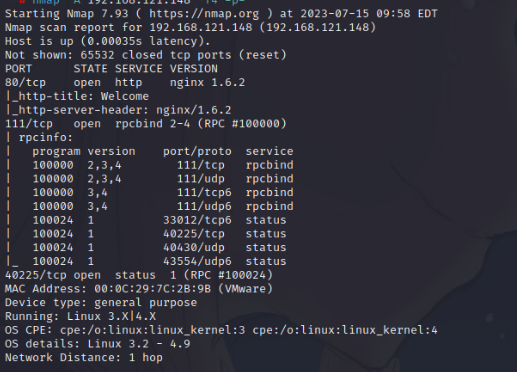 # nmap -A 192.168.121.148 -T4 -p-
Starting Nmap 7.93 ( https://nmap.org ) at 2023-07-15 09:58 EDT
Nmap scan report for 192.168.121.148 (192.168.121.148)
Host is up (0.00035s latency).
Not shown: 65532 closed tcp ports (reset)
PORT      STATE SERVICE VERSION
80/tcp    open  http    nginx 1.6.2
|_http-title: Welcome
|_http-server-header: nginx/1.6.2
111/tcp   open  rpcbind 2-4 (RPC #100000)
| rpcinfo:
|   program version    port/proto  service
|   100000  2,3,4        111/tcp   rpcbind
|   100000  2,3,4        111/udp   rpcbind
|   100000  3,4          111/tcp6  rpcbind
|   100000  3,4          111/udp6  rpcbind
|   100024  1          33012/tcp6  status
|   100024  1          40225/tcp   status
|   100024  1          40430/udp   status
|_  100024  1          43554/udp6  status
40225/tcp open  status  1 (RPC #100024)
MAC Address: 00:0C:29:7C:2B:9B (VMware)
Device type: general purpose
Running: Linux 3.X|4.X
OS CPE: cpe:/o:linux:linux_kernel:3 cpe:/o:linux:linux_kernel:4
OS details: Linux 3.2 - 4.9
Network Distance: 1 hop